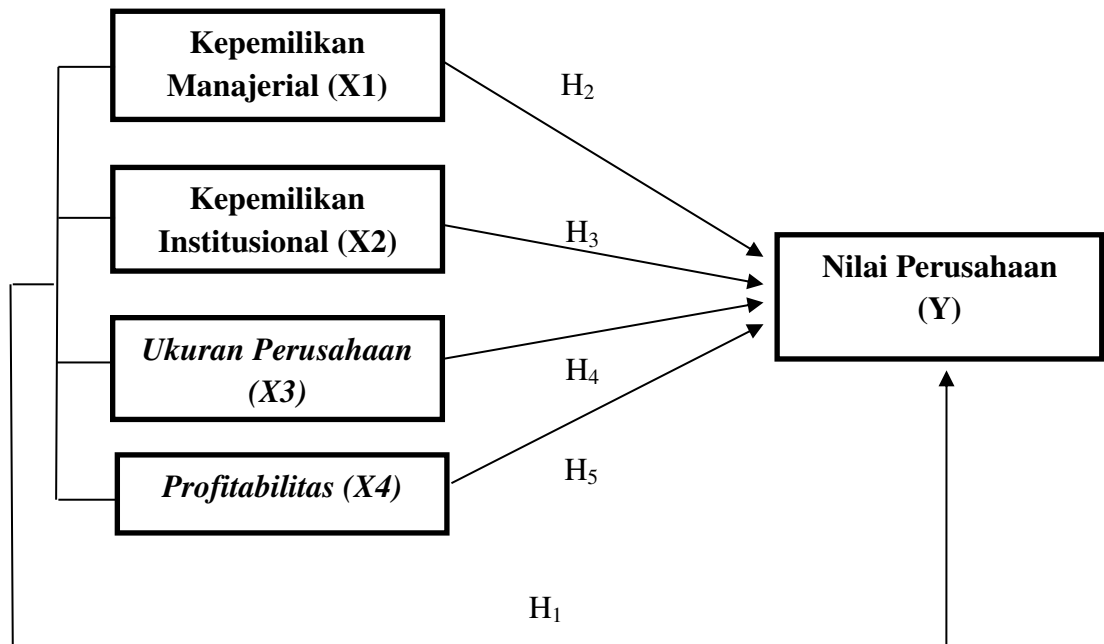 Kepemilikan
Manajerial (X1)
H₂
Kepemilikan
Institusional (X2)
H₃
Nilai Perusahaan
(Y)
Ukuran Perusahaan
(X3)
H₄
Profitabilitas (X4)
H₅
H₁